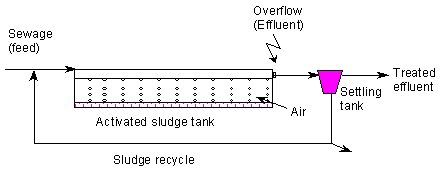 Sewage
(feed)
Overflow
(Effluent)
Treated
effluent
Settling
tank
Air
Activated sludge tank
Sludge recycle